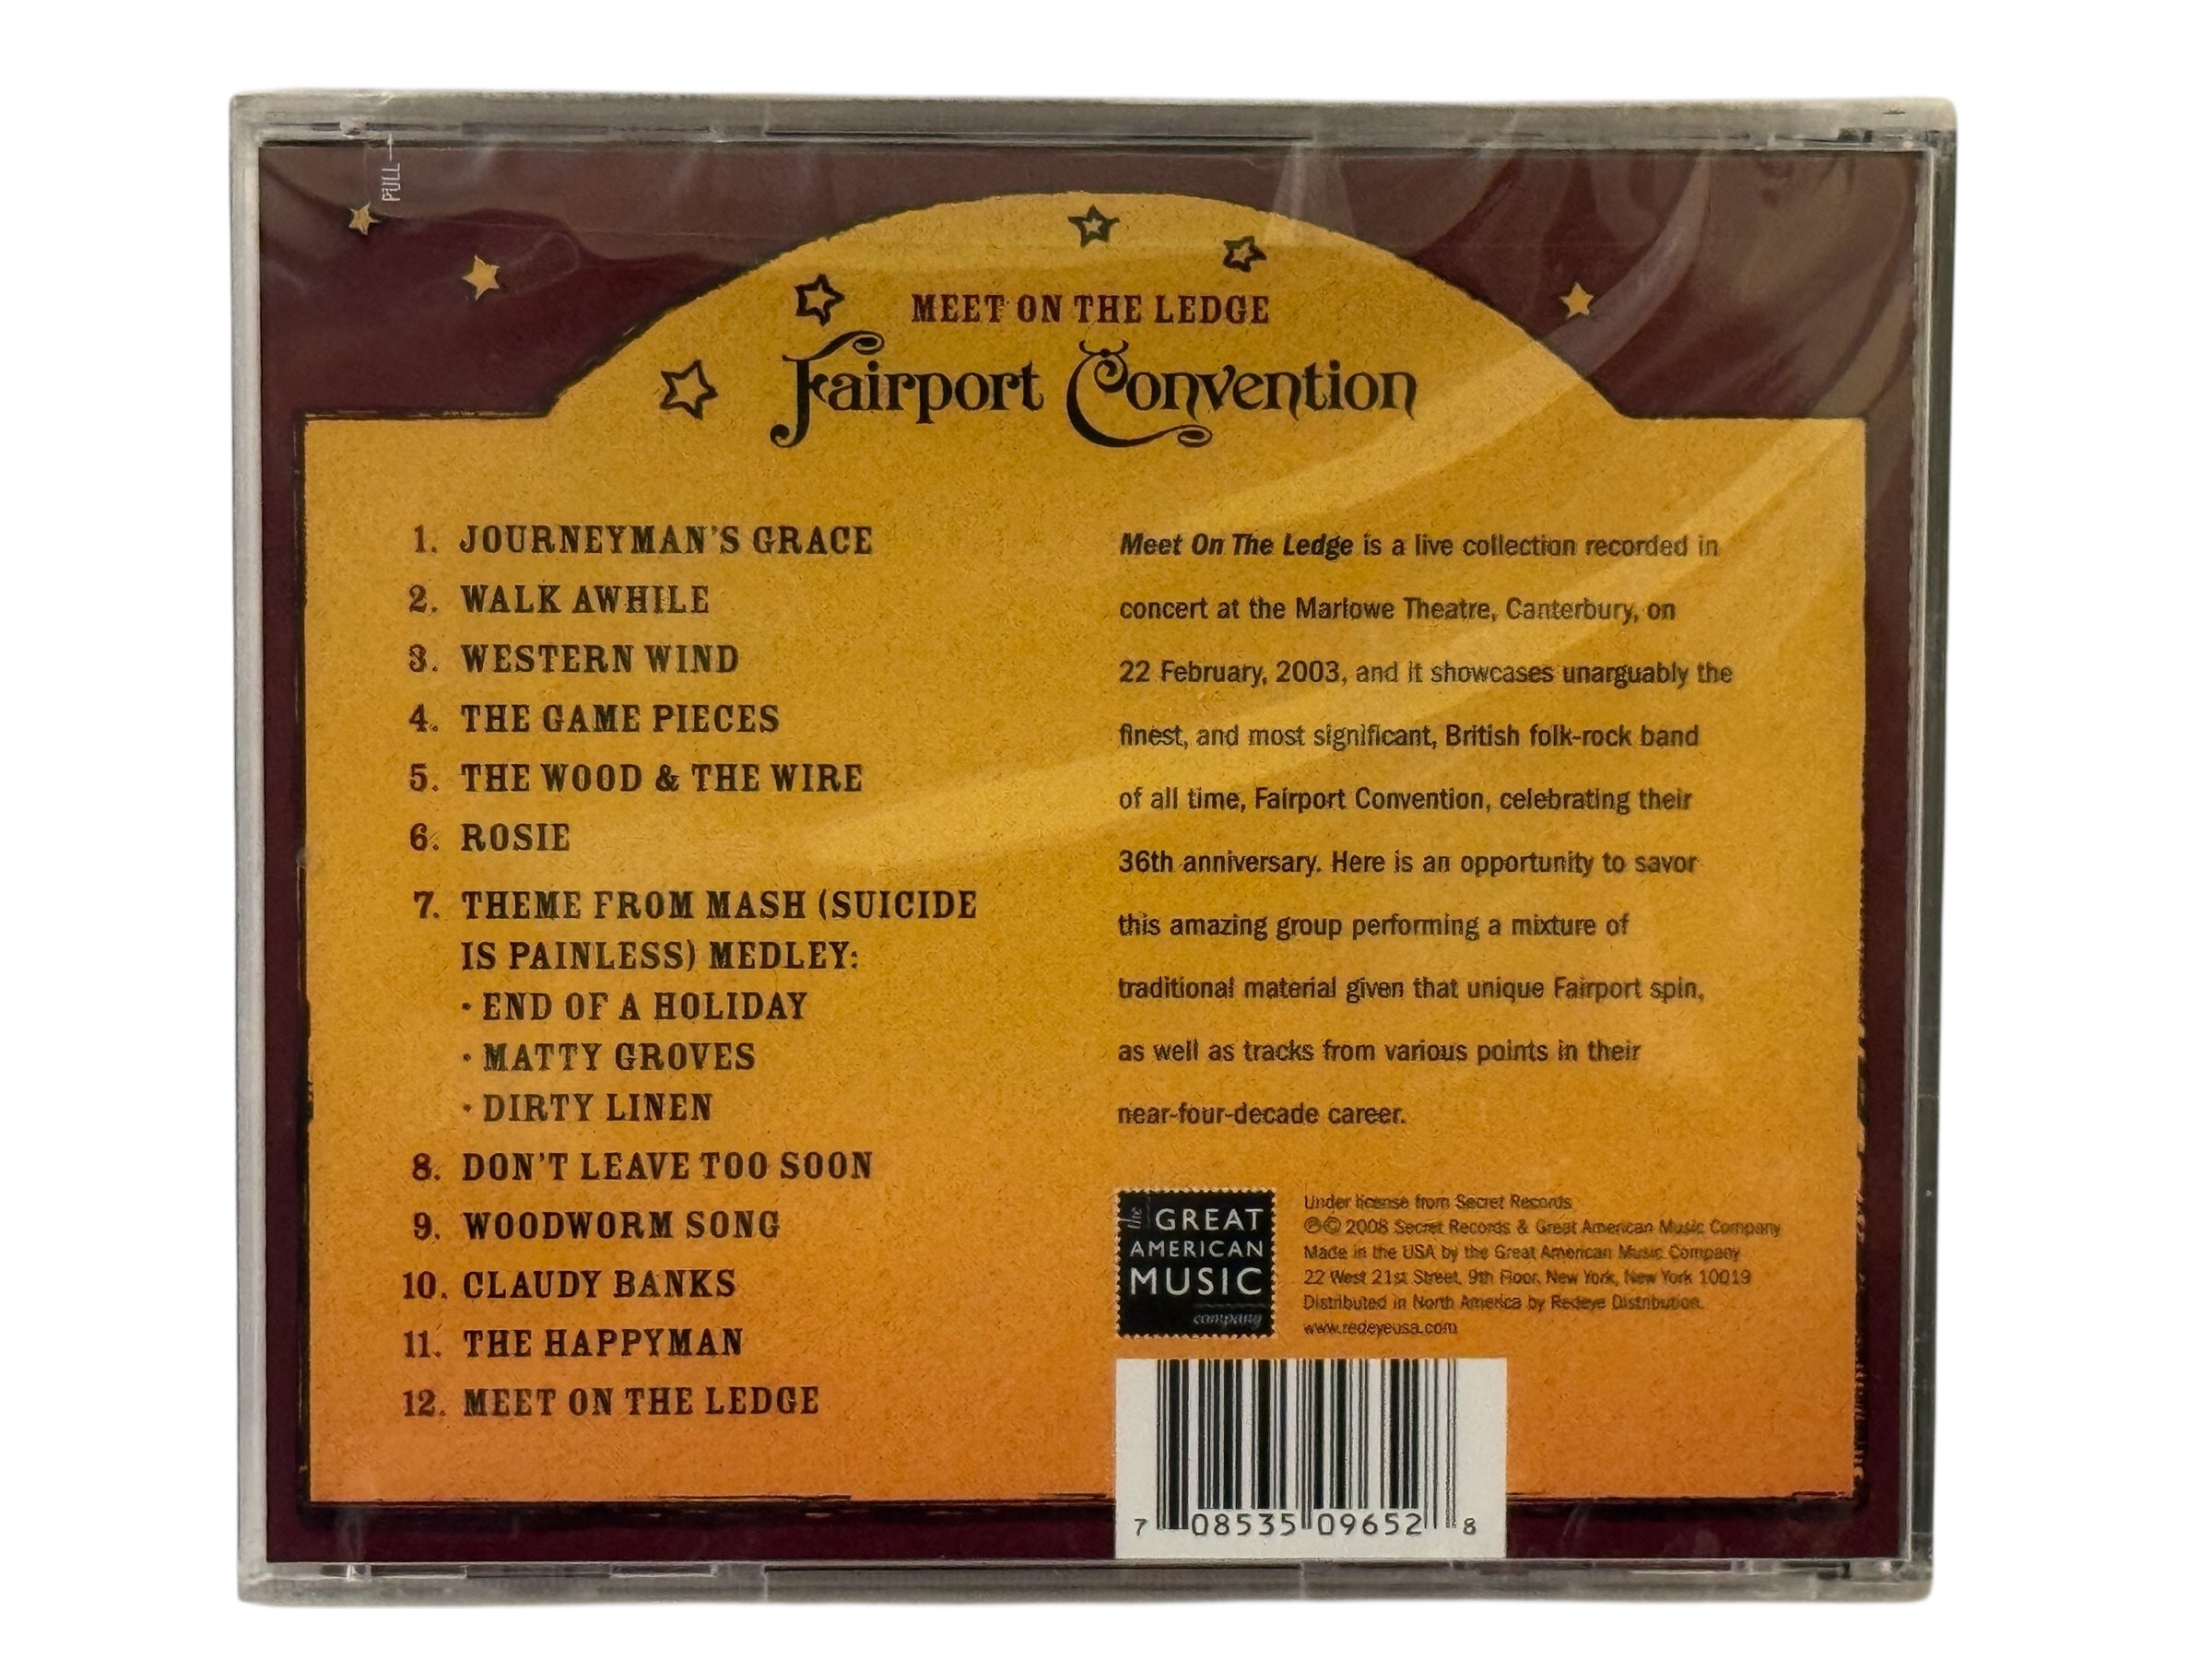 PULL
MEET ON THE LEDGE
Fairport Convention
1. JOURNEYMAN'S GRACE
2. WALK AWHILE
3. WESTERN WIND
4. THE GAME PIECES
5. THE WOOD & THE WIRE
6. ROSIE
7. THEME FROM MASH (SUICIDE
IS PAINLESS) MEDLEY:
• END OF A HOLIDAY
• MATTY GROVES
• DIRTY LINEN
8. DON'T LEAVE TOO SOON
9. WOODWORM SONG
10. CLAUDY BANKS
11. THE HAPPYMAN
12. MEET ON THE LEDGE
Meet On The Ledge is a live collection recorded in
concert at the Marlowe Theatre, Canterbury, on
22 February, 2003, and it showcases unarguably the
finest, and most significant, British folk-rock band
of all time, Fairport Convention, celebrating their
36th anniversary. Here is an opportunity to savor
this amazing group performing a mixture of
traditional material given that unique Fairport spin,
as well as tracks from various points in their
near-four-decade career.
the GREAT
AMERICAN
MUSIC
company
Under license from Secret Records
℗© 2008 Secret Records & Great American Music Company
Made in the USA by the Great American Music Company
22 West 21st Street, 9th Floor, New York, New York 10019
Distributed in North America by Redeye Distribution.
www.redeyeusa.com
7 08535 09652 8